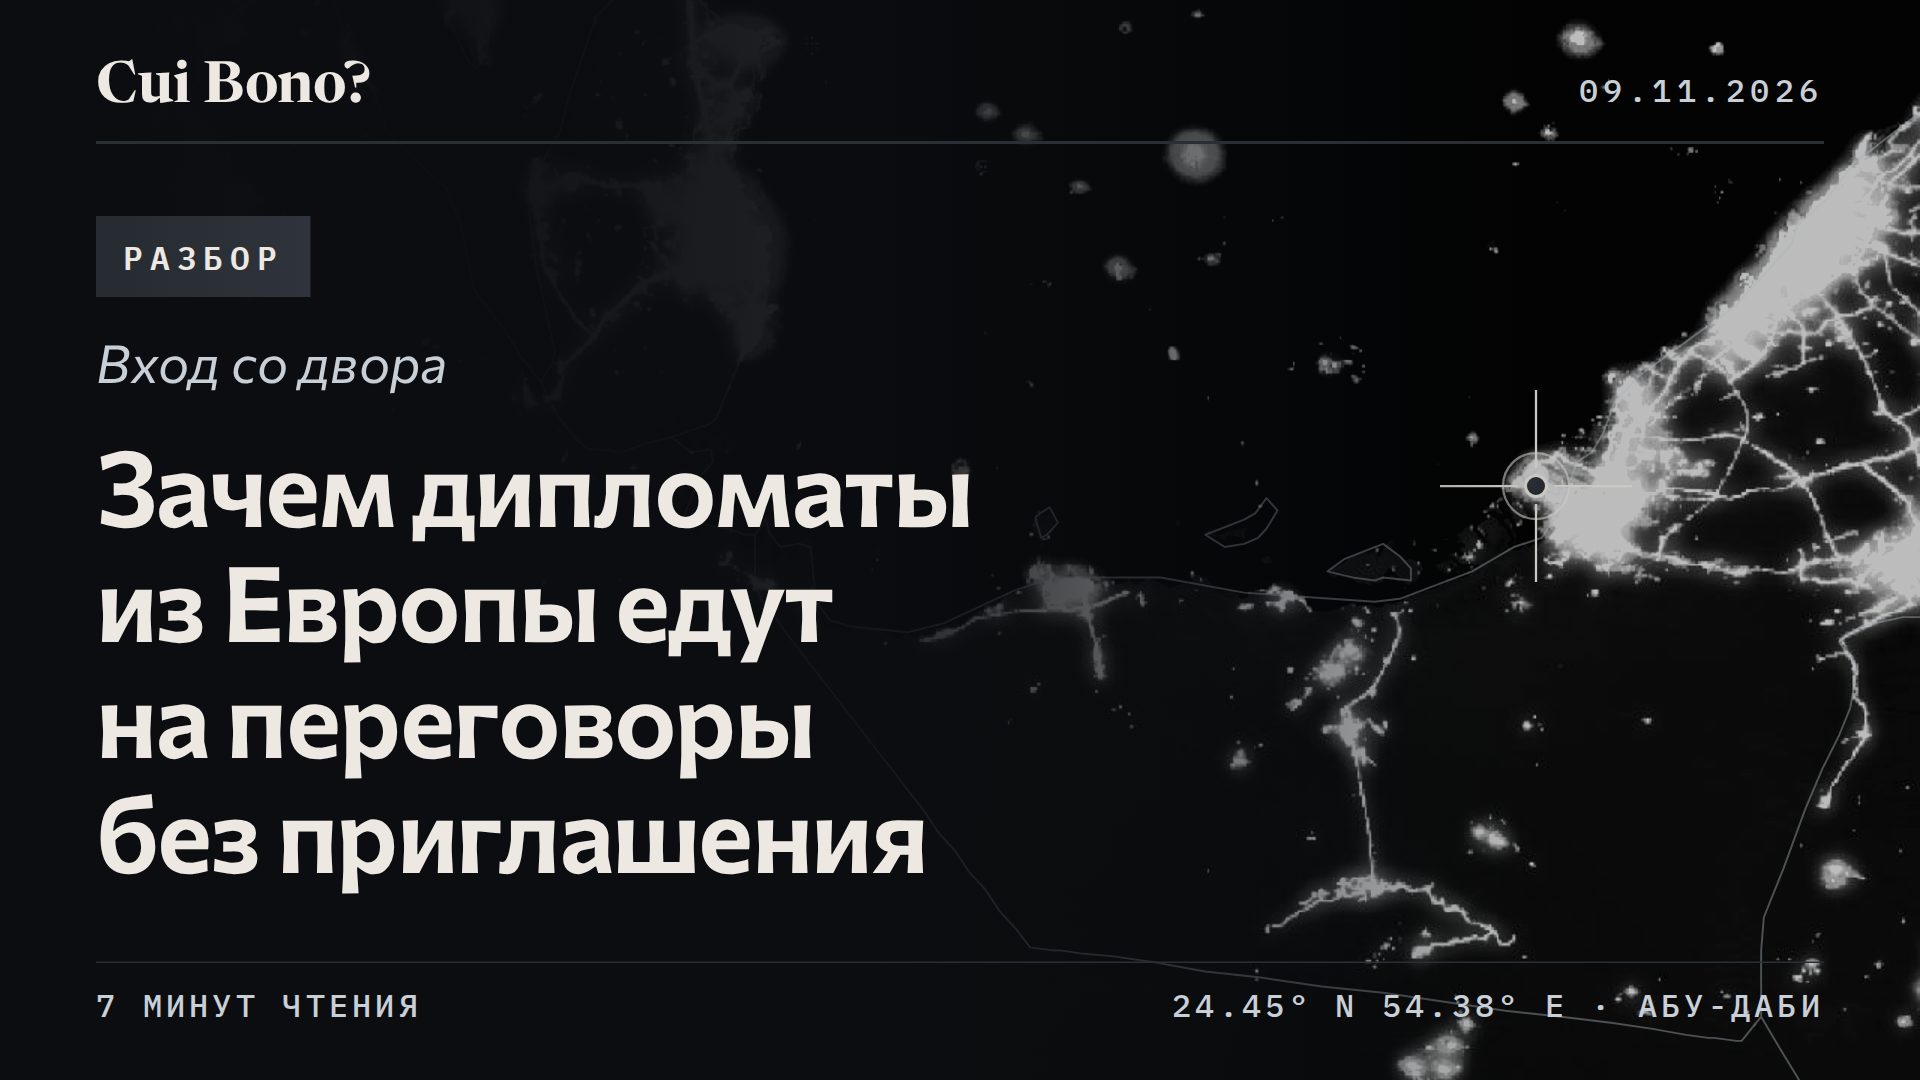 Cui Bono?
09.11.2026
РАЗБОР
Вход со двора
Зачем дипломаты
из Европы едут
на переговоры
без приглашения
7 МИНУТ ЧТЕНИЯ
24.45° N 54.38° E · АБУ-ДАБИ